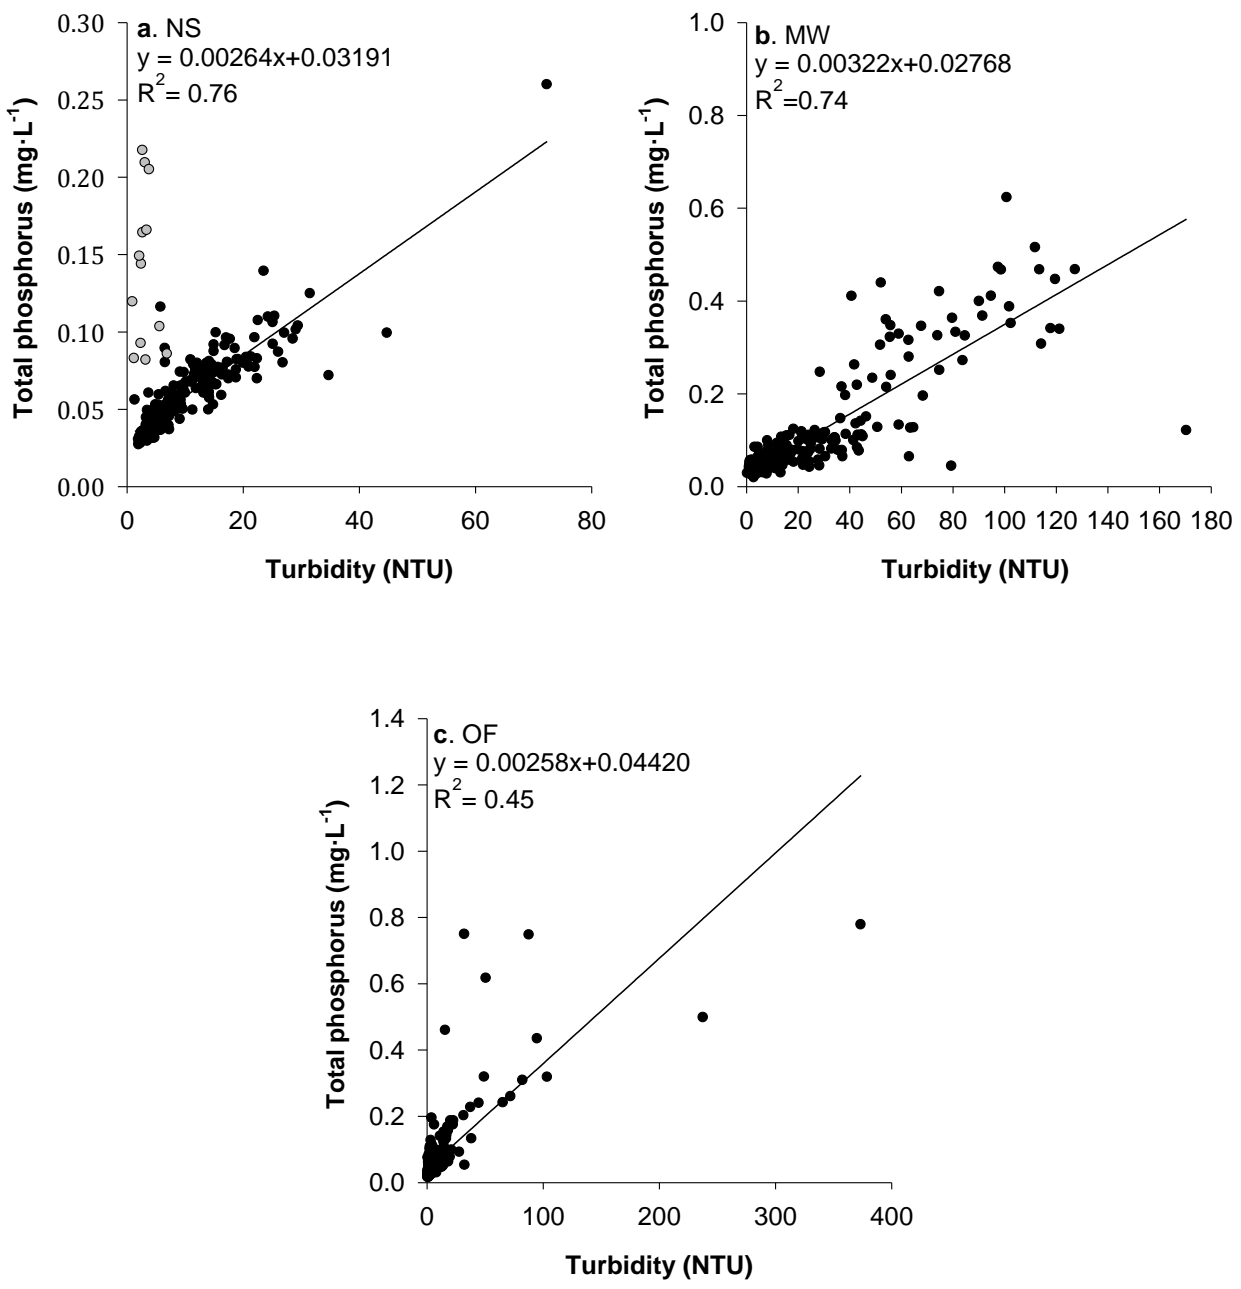 a. NS
y = 0.00264x+0.03191
R²= 0.76
0.30
0.25
0.20
0.15
0.10
0.05
0.00
Total phosphorus (mg·L⁻¹)
0 20 40 60 80
Turbidity (NTU)
b. MW
y = 0.00322x+0.02768
R²=0.74
1.0
0.8
0.6
0.4
0.2
0.0
Total phosphorus (mg·L⁻¹)
0 20 40 60 80 100 120 140 160 180
Turbidity (NTU)
c. OF
y = 0.00258x+0.04420
R²= 0.45
1.4
1.2
1.0
0.8
0.6
0.4
0.2
0.0
Total phosphorus (mg·L⁻¹)
0 100 200 300 400
Turbidity (NTU)